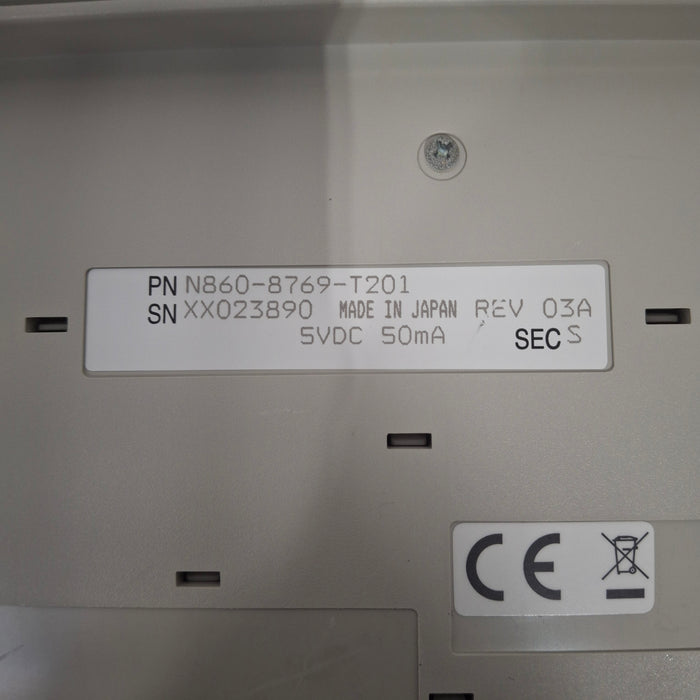 PN N860-8769-T201
SN XX023890 MADE IN JAPAN REV 03A
5VDC 50mA SEC S
CE